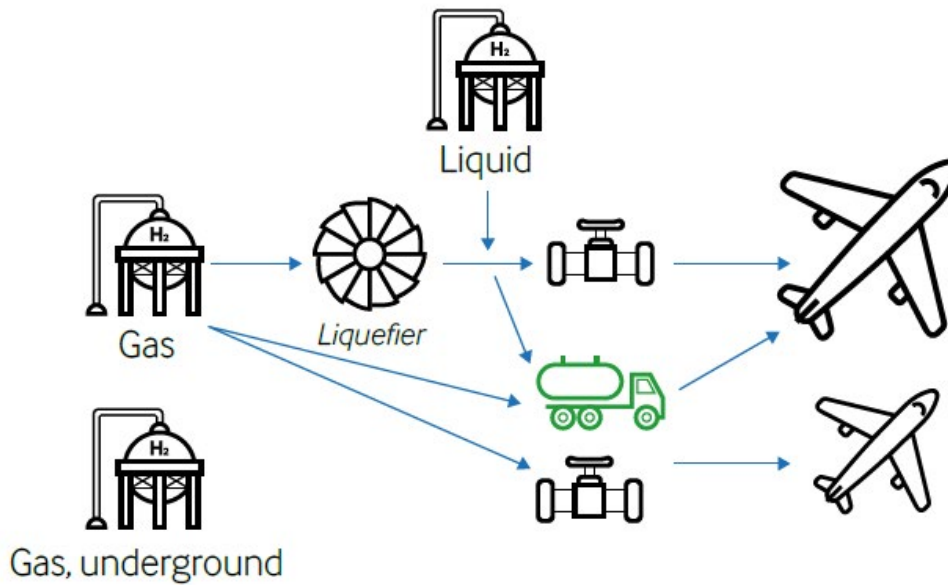 H₂
Liquid
H₂
Gas
Liquefier
H₂
Gas, underground